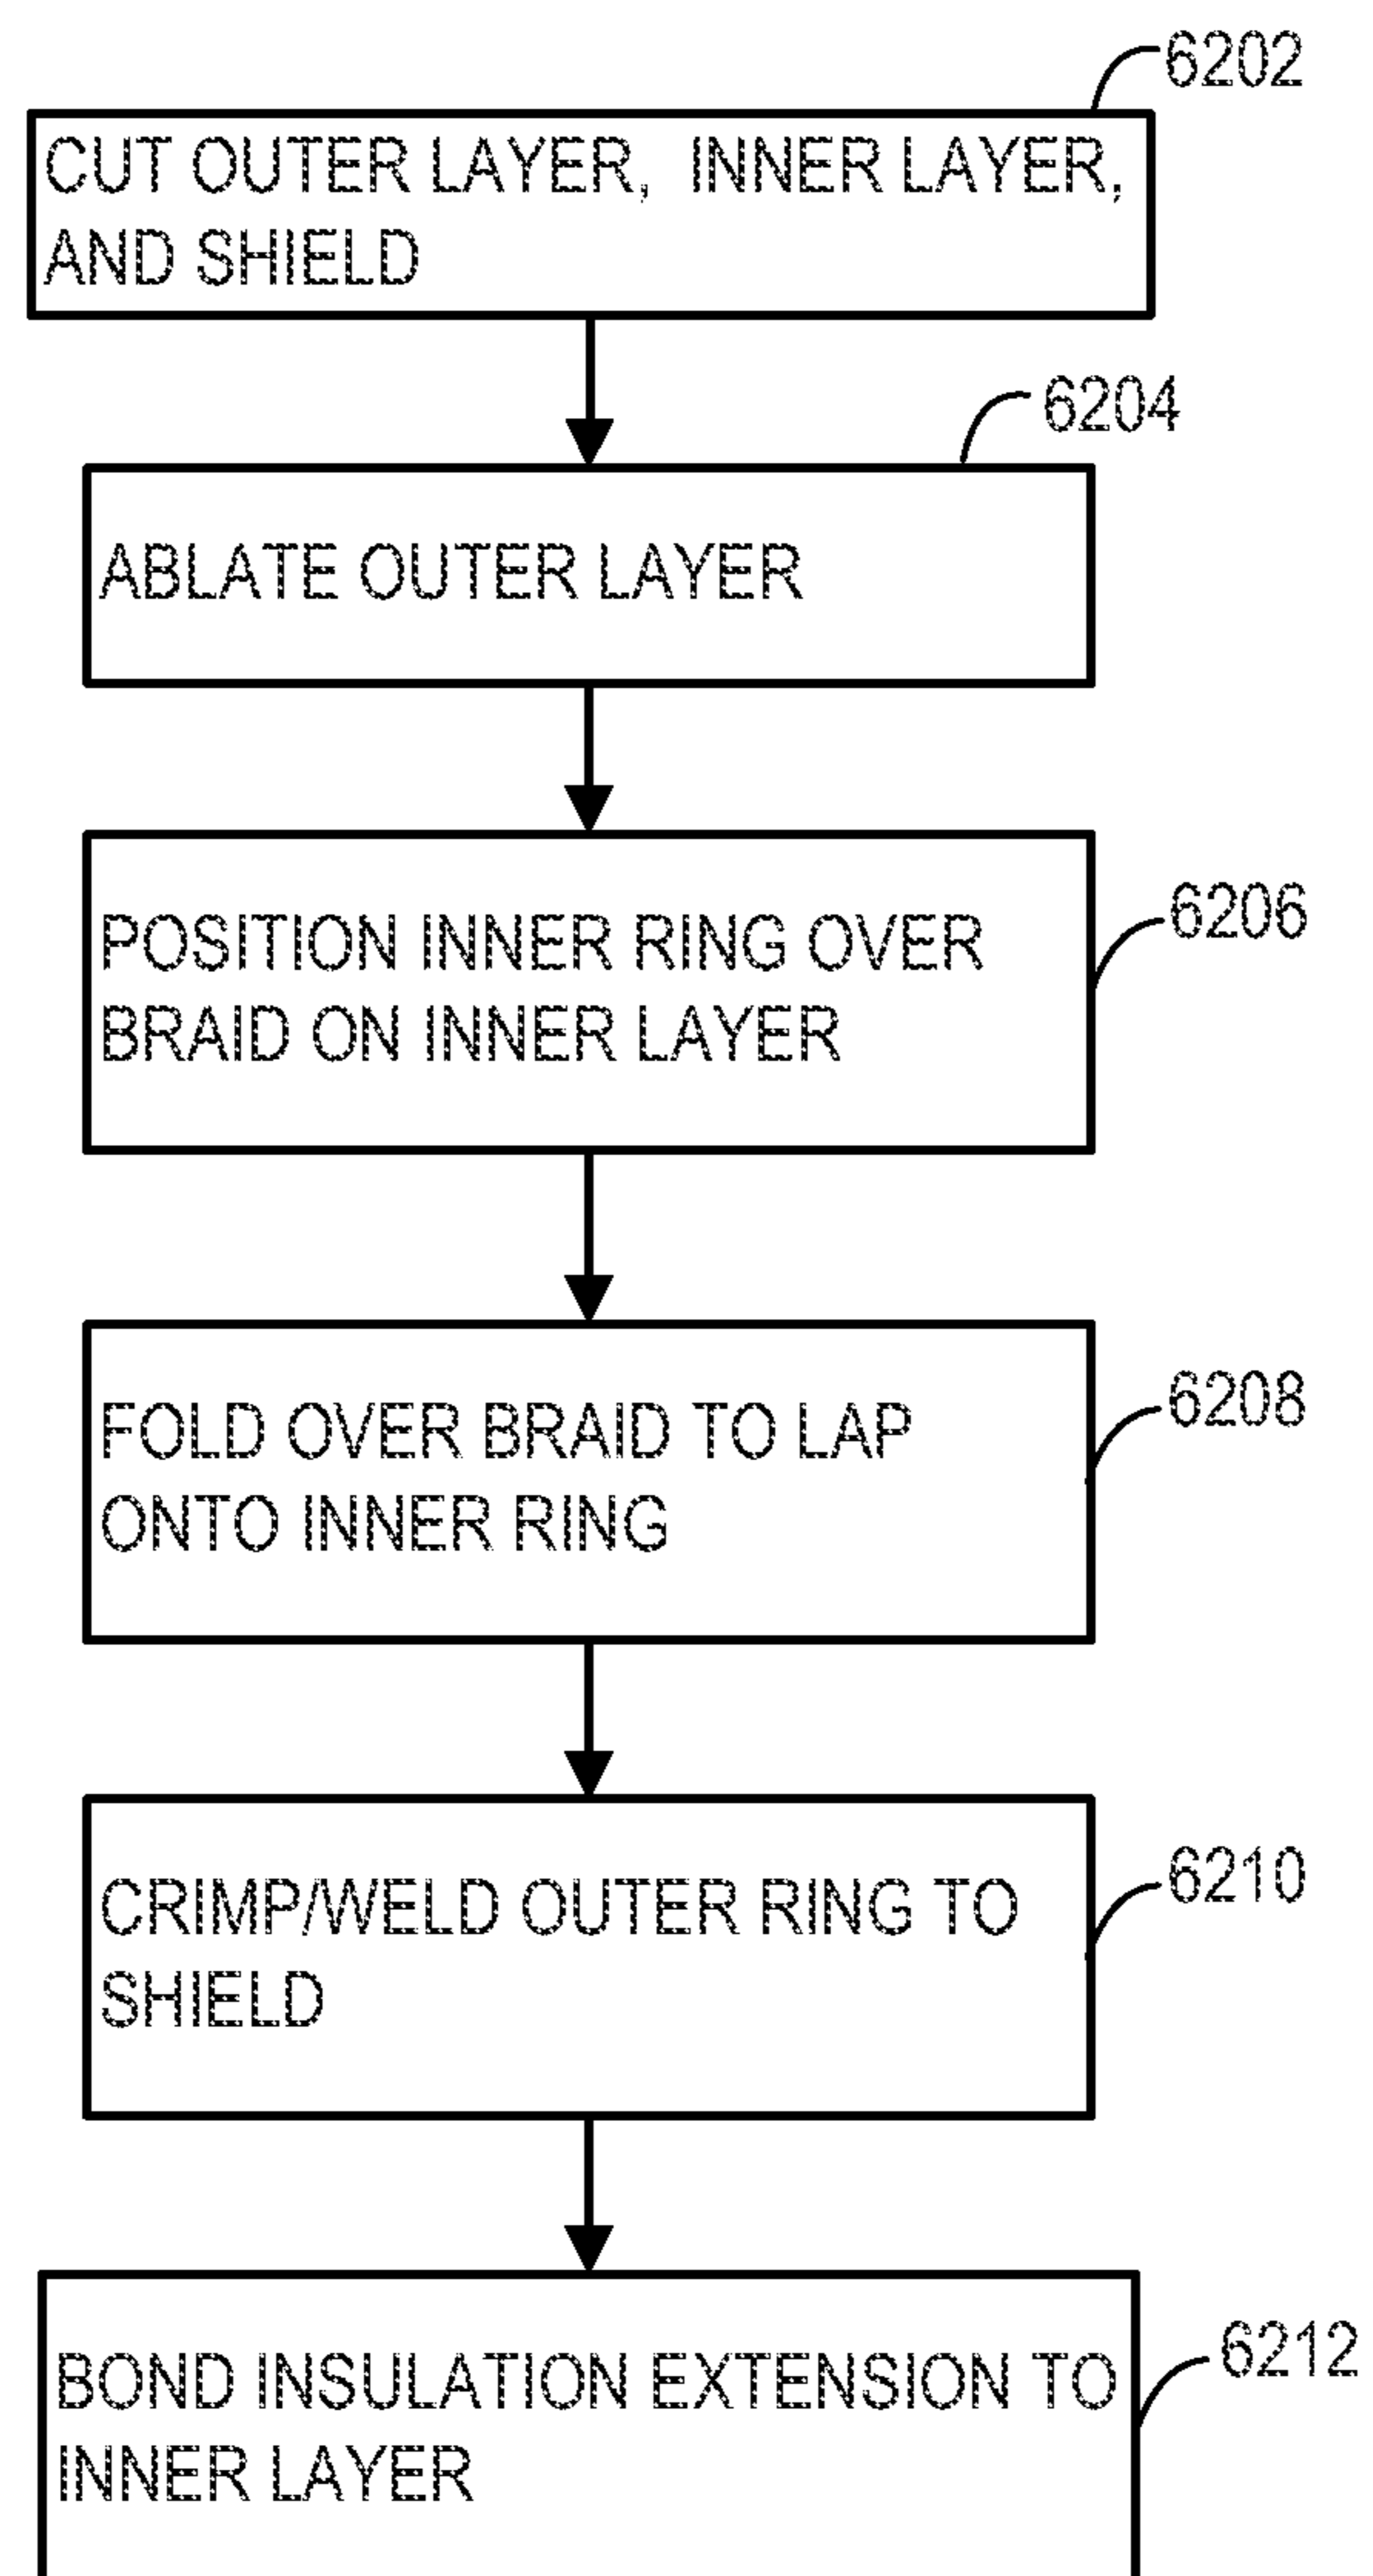 6202
CUT OUTER LAYER, INNER LAYER,
AND SHIELD
6204
ABLATE OUTER LAYER
POSITION INNER RING OVER
BRAID ON INNER LAYER
6206
FOLD OVER BRAID TO LAP
ONTO INNER RING
6208
CRIMP/WELD OUTER RING TO
SHIELD
6210
BOND INSULATION EXTENSION TO
INNER LAYER
6212